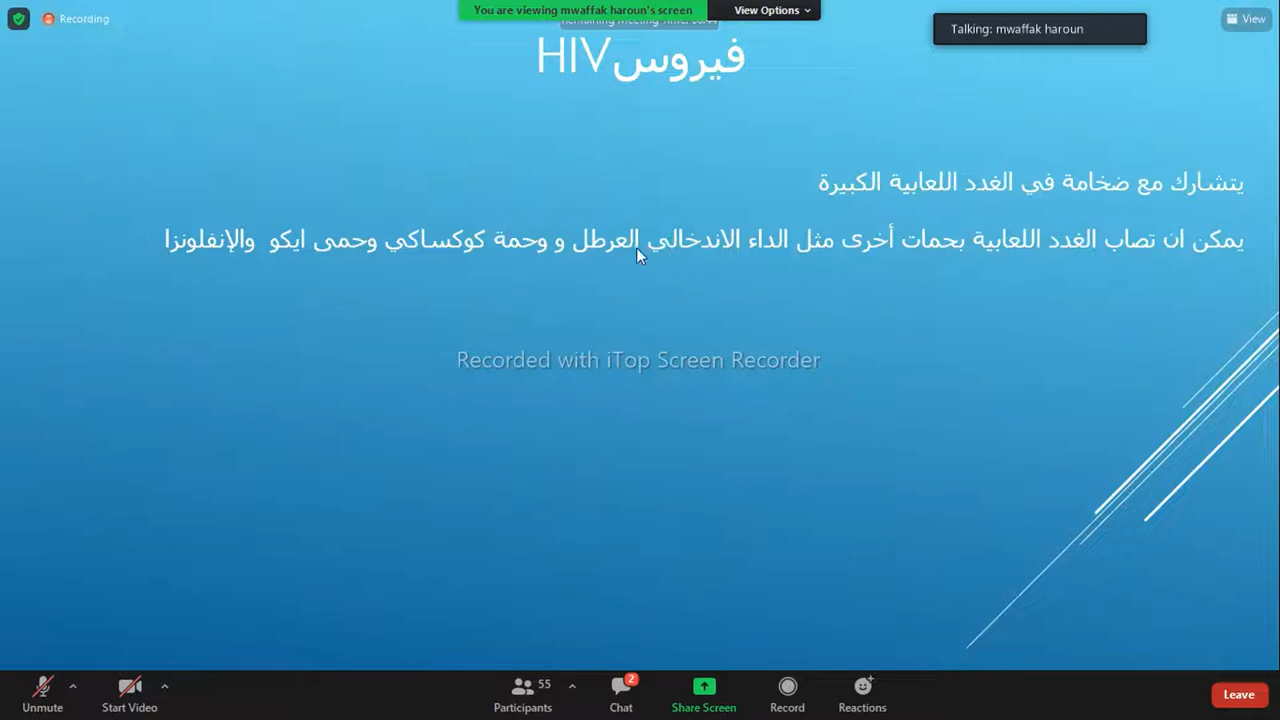 Recording
You are viewing mwaffak haroun's screen
View Options
Talking: mwaffak haroun
View
فيروسHIV
يتشارك مع ضخامة في الغدد اللعابية الكبيرة
يمكن ان تصاب الغدد اللعابية بحمات أخرى مثل الداء الاندخالي العرطل و وحمة كوكساكي وحمى ايكو والإنفلونزا
Recorded with iTop Screen Recorder
Unmute
Start Video
55
Participants
2
Chat
Share Screen
Record
Reactions
Leave